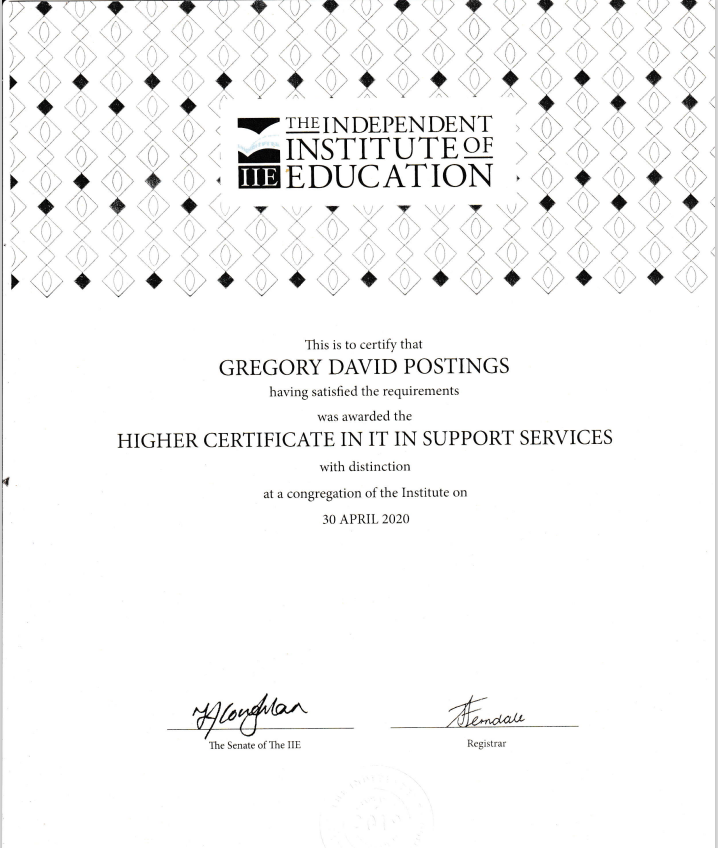 THE INDEPENDENT
INSTITUTE OF
IIE EDUCATION
This is to certify that
GREGORY DAVID POSTINGS
having satisfied the requirements
was awarded the
HIGHER CERTIFICATE IN IT IN SUPPORT SERVICES
with distinction
at a congregation of the Institute on
30 APRIL 2020
The Senate of The IIE
Registrar